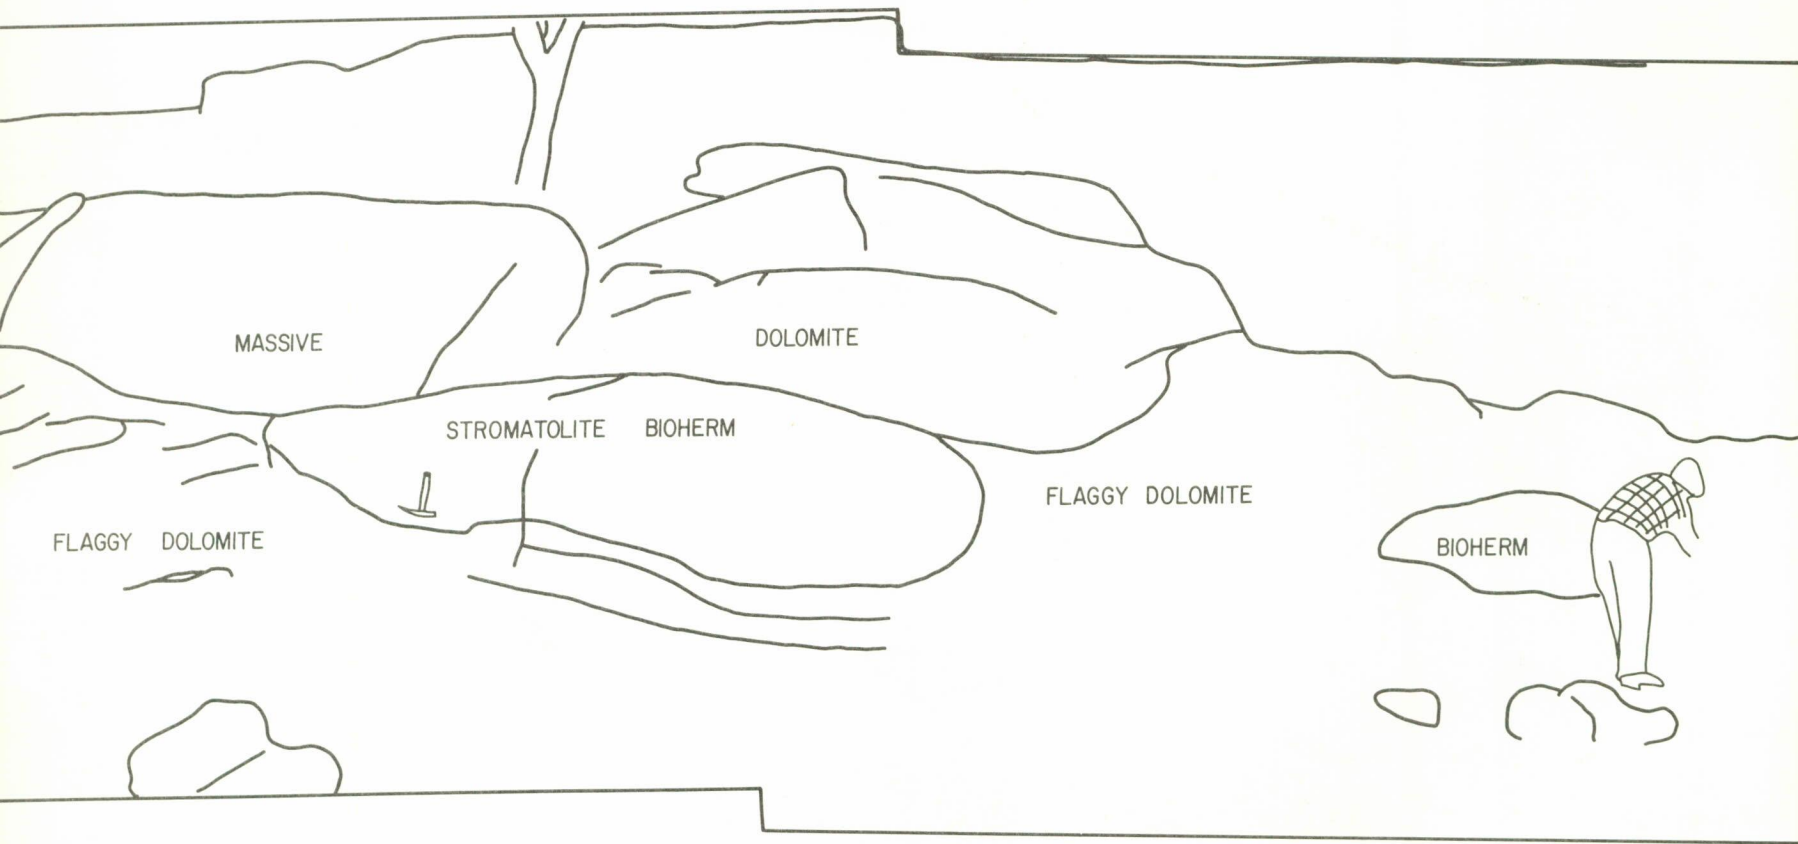 MASSIVE DOLOMITE
STROMATOLITE BIOHERM
FLAGGY DOLOMITE
FLAGGY DOLOMITE
BIOHERM